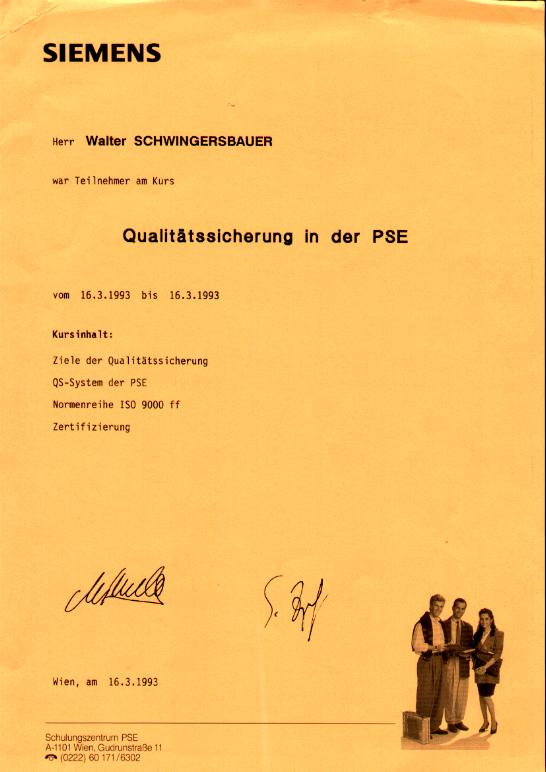 SIEMENS
Herr Walter SCHWINGERSBAUER
war Teilnehmer am Kurs
Qualitätssicherung in der PSE
vom 16.3.1993 bis 16.3.1993
Kursinhalt:
Ziele der Qualitätssicherung
QS-System der PSE
Normenreihe ISO 9000 ff
Zertifizierung
Wien, am 16.3.1993
Schulungszentrum PSE
A-1101 Wien, Gudrunstraße 11
☎ (0222) 60 171/6302